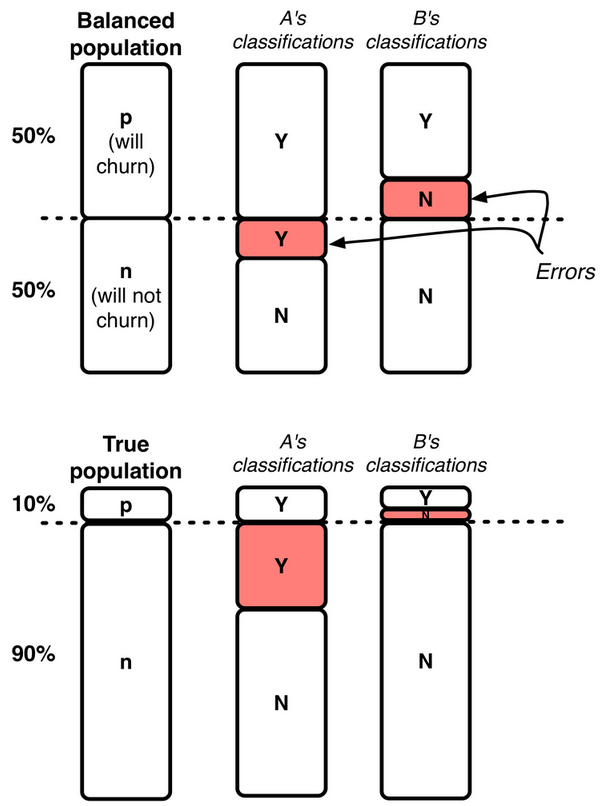 Balanced
population
A's
classifications
B's
classifications
50%
p
(will
churn)
Y
Y
N
Y
Errors
50%
n
(will not
churn)
N
N
True
population
A's
classifications
B's
classifications
10%
p
Y
Y
N
Y
90%
n
N
N